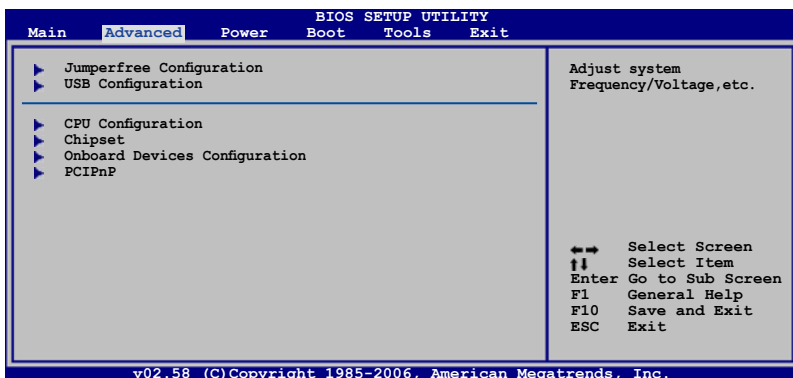 BIOS SETUP UTILITY
Main Advanced Power Boot Tools Exit
Jumperfree Configuration
USB Configuration
CPU Configuration
Chipset
Onboard Devices Configuration
PCIPnP
Adjust system
Frequency/Voltage,etc.
Select Screen
Select Item
Enter Go to Sub Screen
F1 General Help
F10 Save and Exit
ESC Exit
v02.58 (C)Copyright 1985-2006, American Megatrends, Inc.